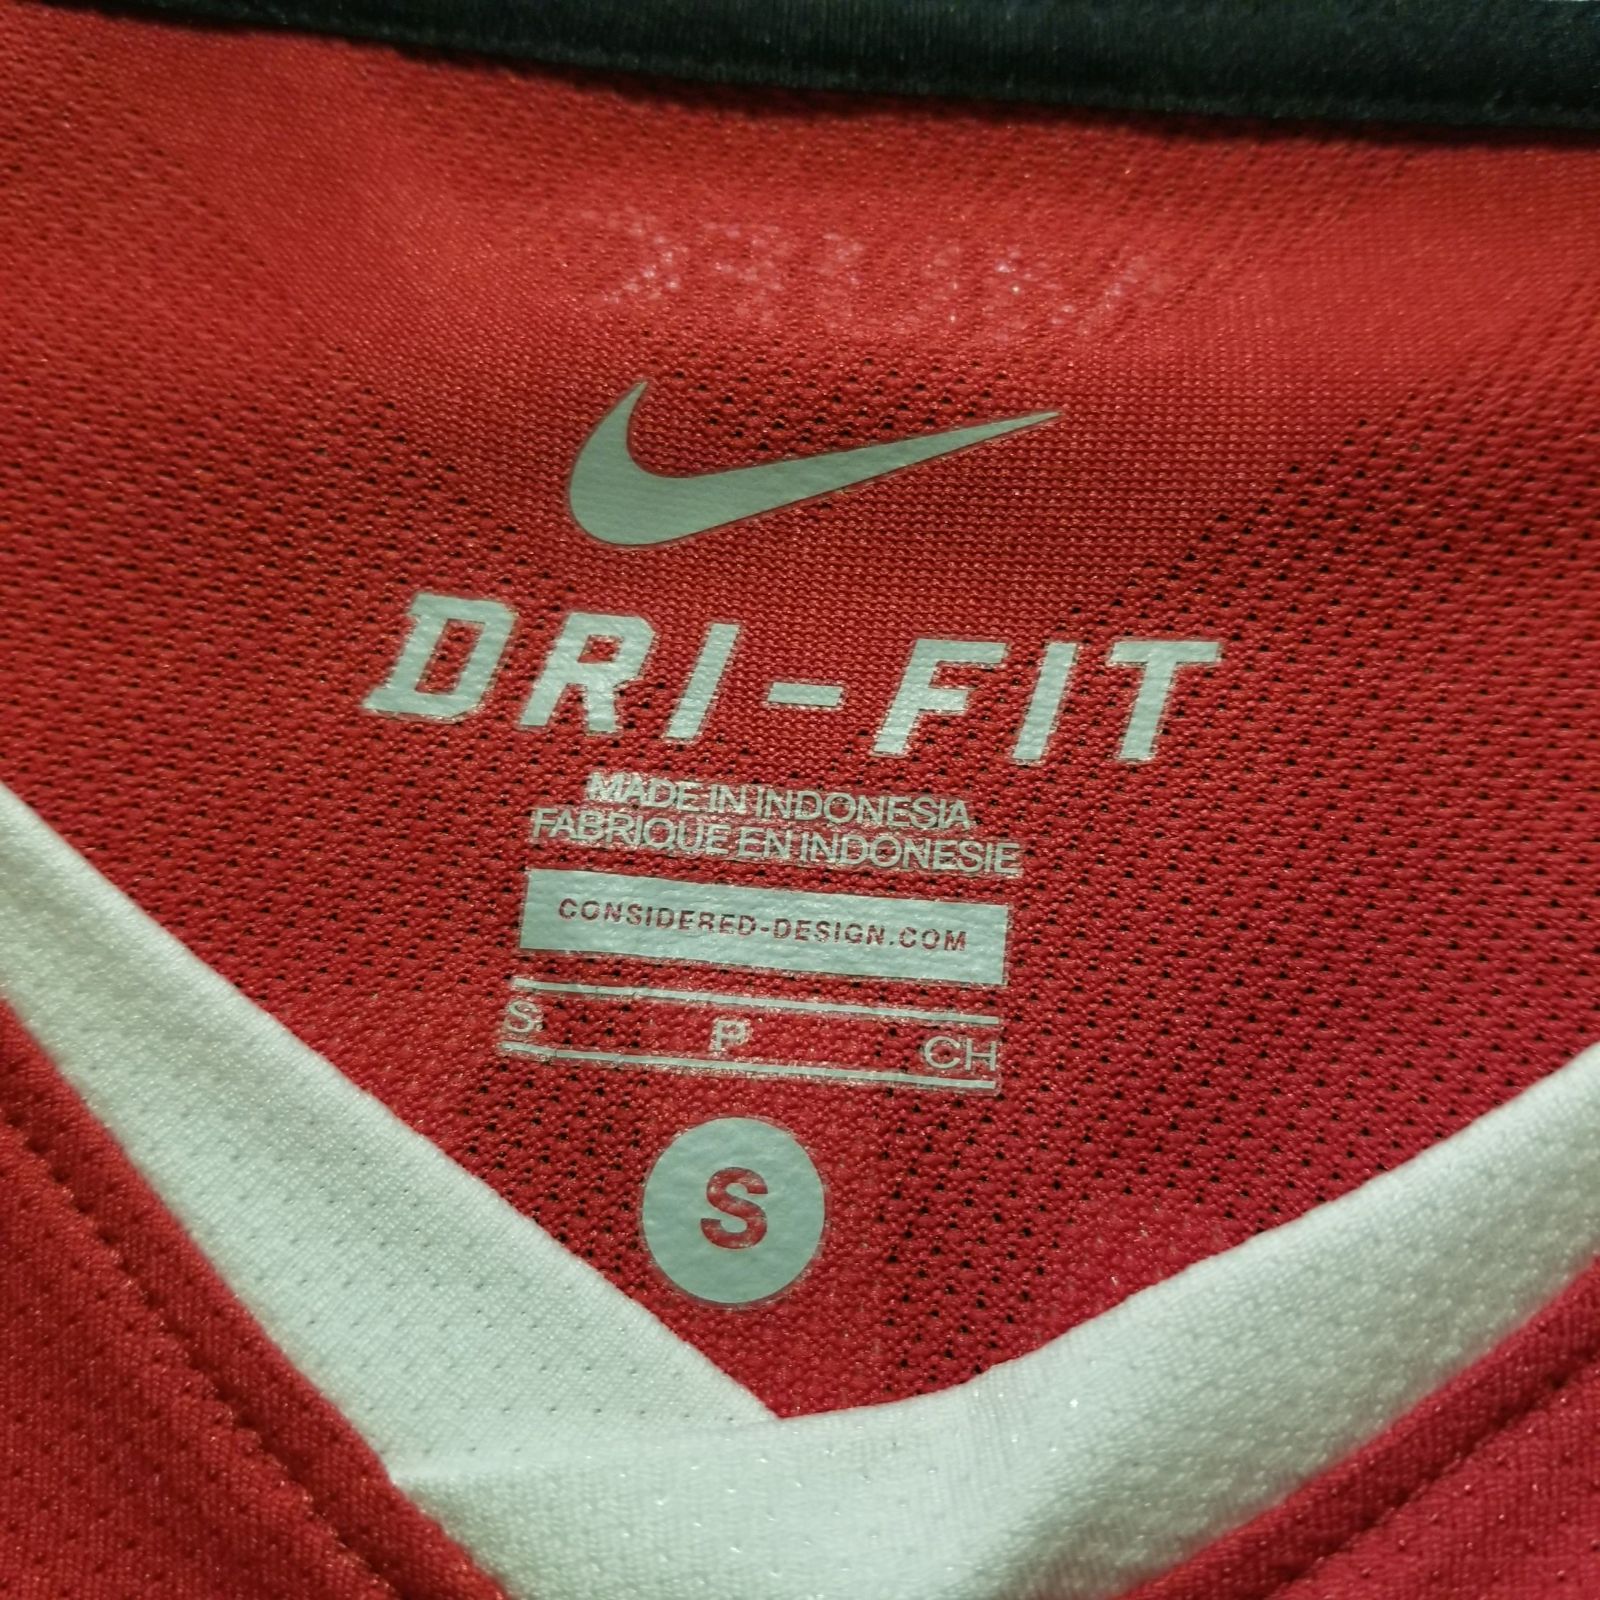 DRI-FIT
MADE IN INDONESIA
FABRIQUE EN INDONESIE
CONSIDERED-DESIGN.COM
S P CH
S